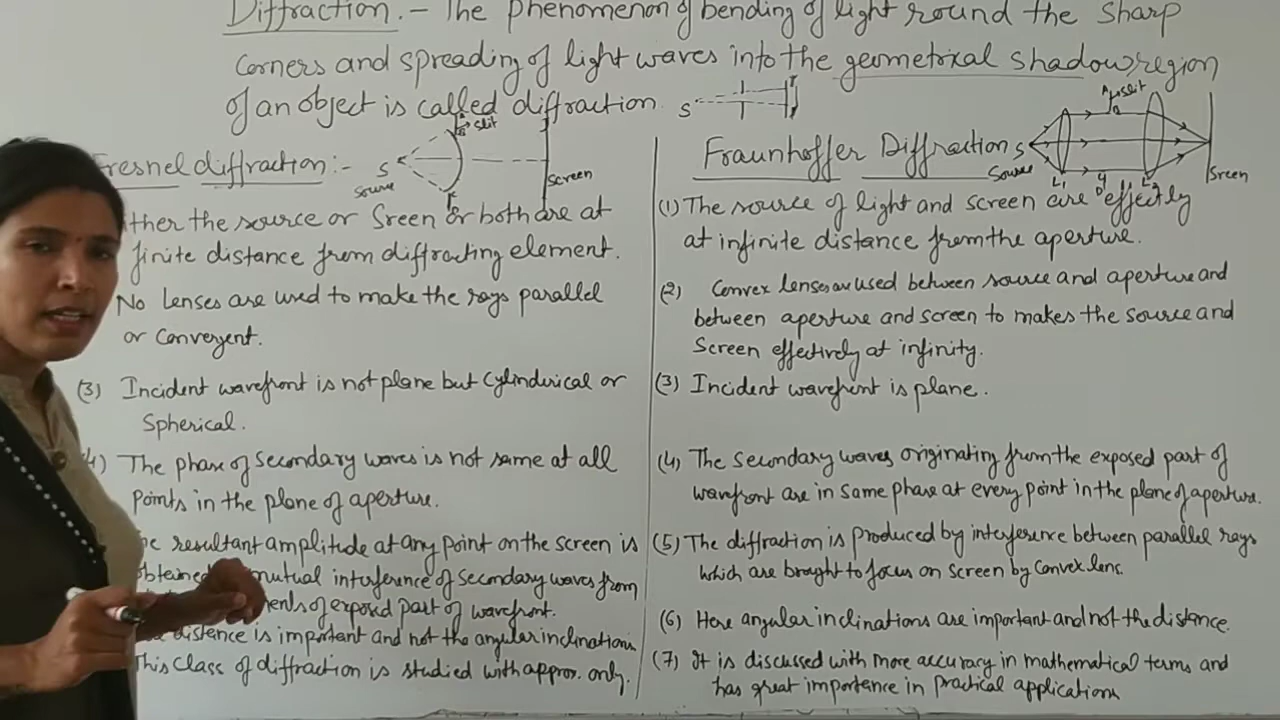 Diffraction. - The Phenomenon of bending of light round the sharp
corners and spreading of light waves into the geometrical shadow region
of an object is called diffraction.
S
Fresnel diffraction:-
S
Source
A
slit
Screen
ther the source or Sreen or both are at
finite distance from diffracting element.
No Lenses are used to make the rays parallel
or convergent.
(3) Incident wavefront is not plane but Cylinderical or
Spherical.
4) The phase of secondary waves is not same at all
Points in the plane of aperture.
resultant amplitude at any point on the screen is
obtained mutual interference of secondary waves from
ments of exposed part of wavefront.
distence is important and not the angular inclinations
This class of diffraction is studied with approx. only.
Fraunhoffer Diffraction
S
Source
L1
slit
L2
Sreen
(1) The source of light and screen are effectly
at infinite distance from the aperture.
(2) Convex lenses are used between source and aperture and
between aperture and screen to makes the source and
Screen effectively at infinity.
(3) Incident wavefront is plane.
(4) The secondary waves originating from the exposed part of
wavefront are in same phase at every point in the plane of aperture.
(5) The diffraction is produced by interference between parallel rays
which are brought to focus on screen by convex lens.
(6) Here angular inclinations are important and not the distance.
(7) It is discussed with more accuracy in mathematical terms and
has great importance in practical applications